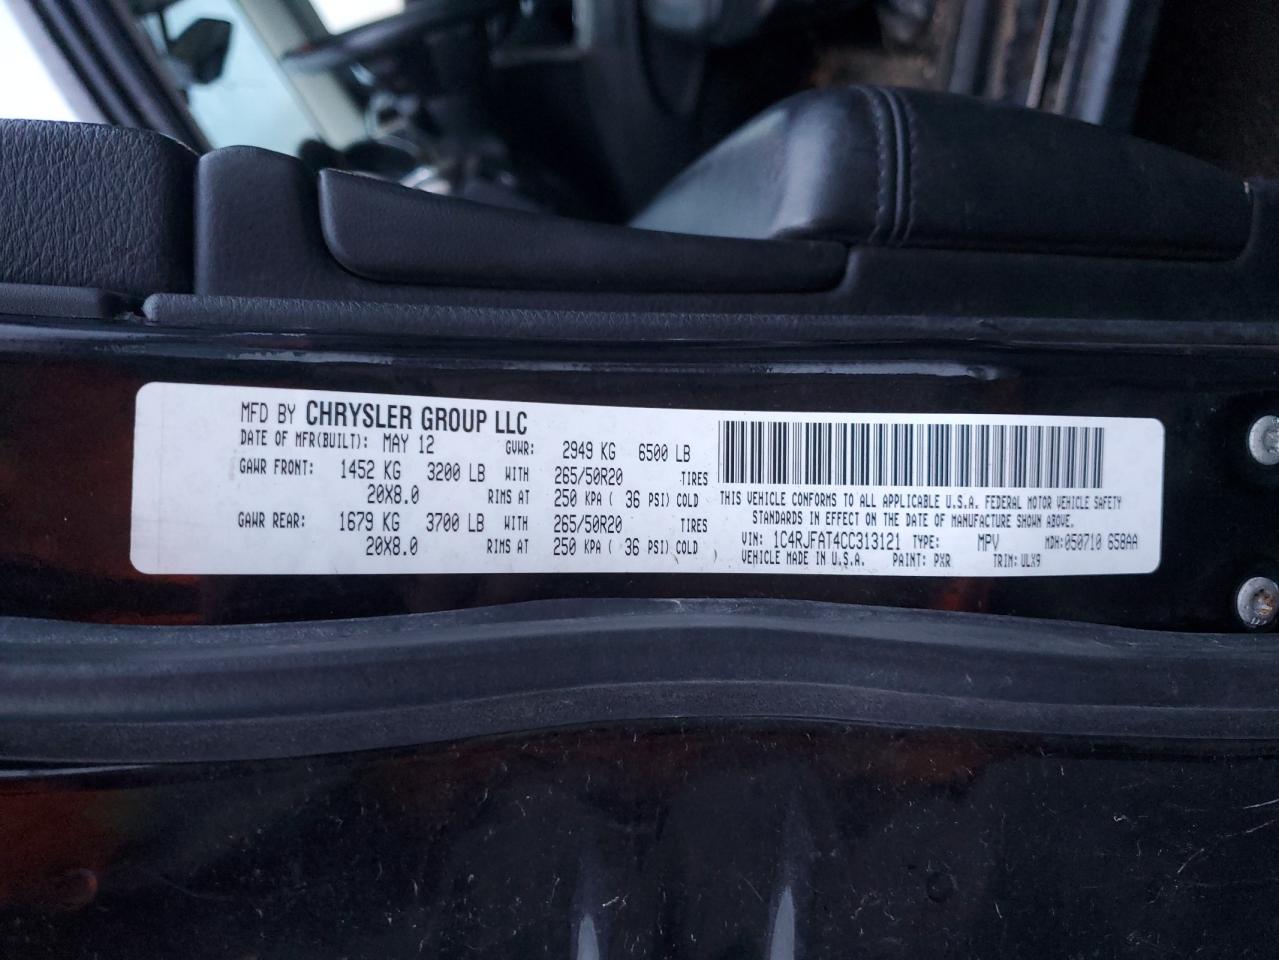 MFD BY CHRYSLER GROUP LLC
DATE OF MFR(BUILT): MAY 12 GVWR: 2949 KG 6500 LB
GAWR FRONT: 1452 KG 3200 LB WITH 265/50R20 TIRES
20X8.0 RIMS AT 250 KPA ( 36 PSI) COLD
GAWR REAR: 1679 KG 3700 LB WITH 265/50R20 TIRES
20X8.0 RIMS AT 250 KPA ( 36 PSI) COLD
THIS VEHICLE CONFORMS TO ALL APPLICABLE U.S.A. FEDERAL MOTOR VEHICLE SAFETY
STANDARDS IN EFFECT ON THE DATE OF MANUFACTURE SHOWN ABOVE.
VIN: 1C4RJFAT4CC313121 TYPE: MPV MDH:050710 658AA
VEHICLE MADE IN U.S.A. PAINT: PXR TRIM: ULX9